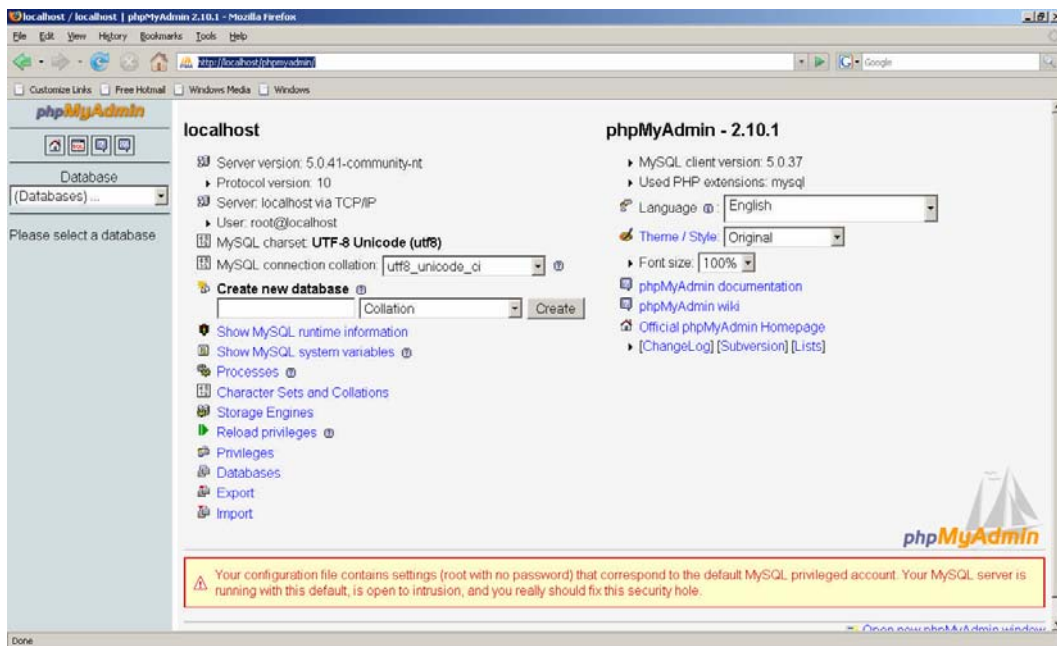 localhost / localhost | phpMyAdmin 2.10.1 - Mozilla Firefox
File Edit View History Bookmarks Tools Help
http://localhost/phpmyadmin/
Google
Customize Links Free Hotmail Windows Media Windows
phpMyAdmin
Database
(Databases) ...
Please select a database
localhost
Server version: 5.0.41-community-nt
Protocol version: 10
Server: localhost via TCP/IP
User: root@localhost
MySQL charset: UTF-8 Unicode (utf8)
MySQL connection collation: utf8_unicode_ci
Create new database
Collation Create
Show MySQL runtime information
Show MySQL system variables
Processes
Character Sets and Collations
Storage Engines
Reload privileges
Privileges
Databases
Export
Import
phpMyAdmin - 2.10.1
MySQL client version: 5.0.37
Used PHP extensions: mysql
Language: English
Theme / Style: Original
Font size: 100%
phpMyAdmin documentation
phpMyAdmin wiki
Official phpMyAdmin Homepage
[ChangeLog] [Subversion] [Lists]
phpMyAdmin
Your configuration file contains settings (root with no password) that correspond to the default MySQL privileged account. Your MySQL server is
running with this default, is open to intrusion, and you really should fix this security hole.
Open new phpMyAdmin window
Done